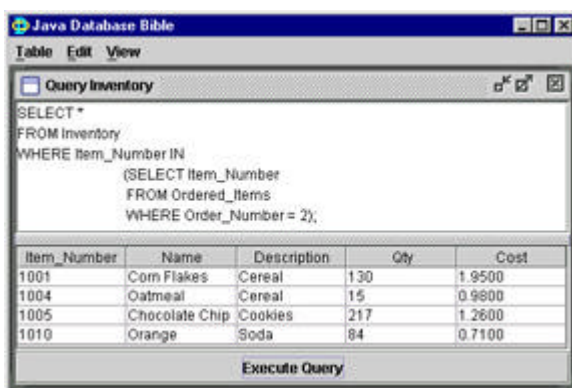 Java Database Bible
Table Edit View
Query Inventory
SELECT *
FROM Inventory
WHERE Item_Number IN
(SELECT Item_Number
FROM Ordered_Items
WHERE Order_Number = 2);
Item_Number Name Description Qty Cost
1001 Corn Flakes Cereal 130 1.9500
1004 Oatmeal Cereal 15 0.9800
1005 Chocolate Chip Cookies 217 1.2600
1010 Orange Soda 84 0.7100
Execute Query